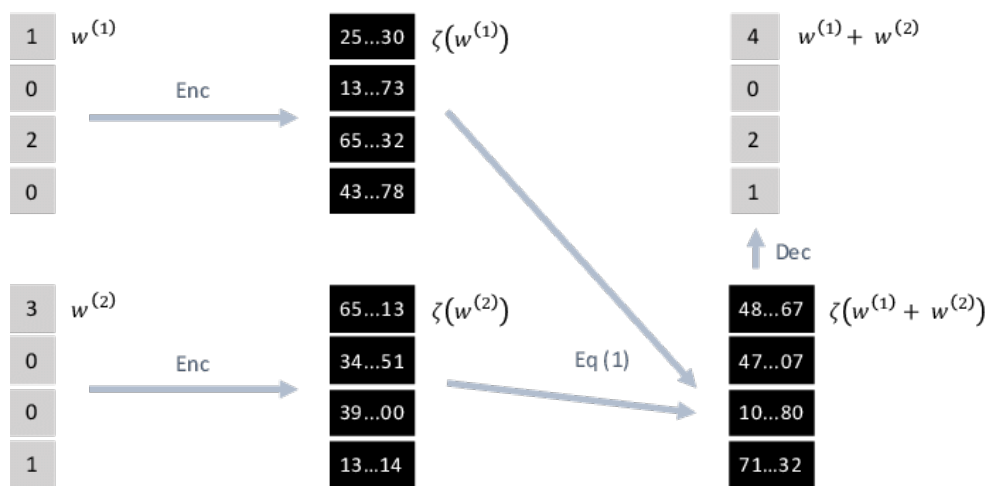 1 w^(1) 25...30 ζ(w^(1)) 4 w^(1) + w^(2)
0 13...73 0
Enc
2 65...32 2
0 43...78 1
Dec
3 w^(2) 65...13 ζ(w^(2)) 48...67 ζ(w^(1) + w^(2))
0 34...51 47...07
Enc Eq (1)
0 39...00 10...80
1 13...14 71...32